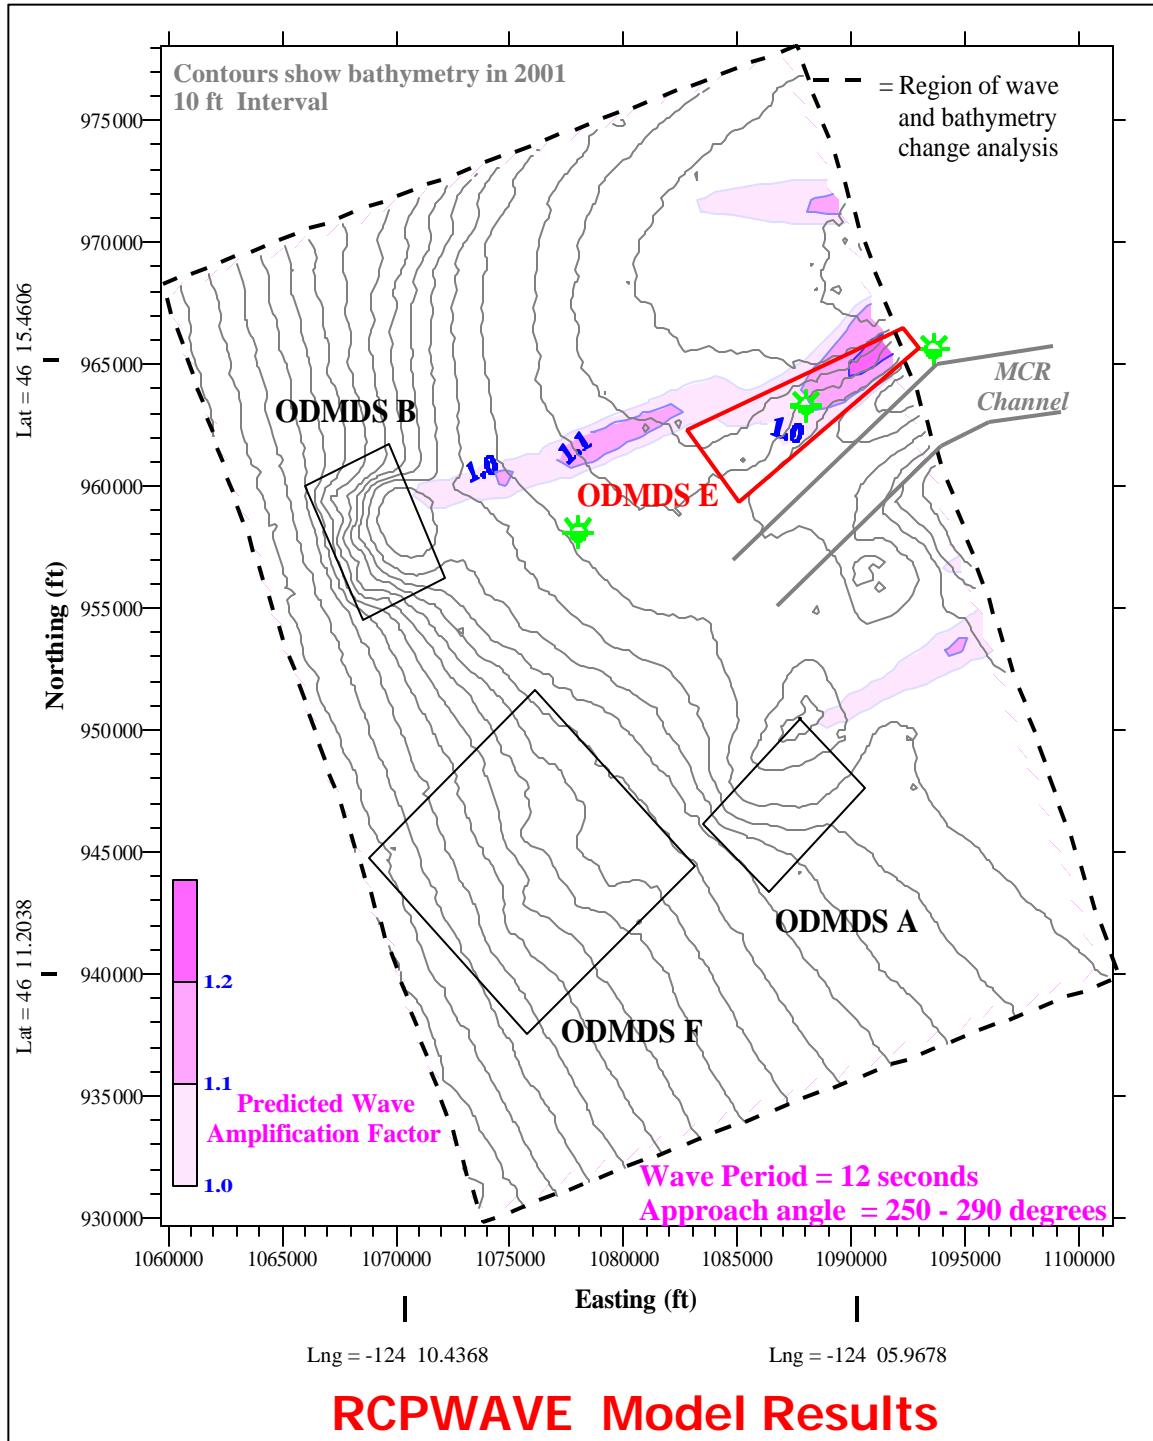 Contours show bathymetry in 2001
10 ft Interval
= Region of wave
and bathymetry
change analysis
975000
970000
965000
960000
955000
950000
945000
940000
935000
930000
Northing (ft)
Lat = 46 15.4606
Lat = 46 11.2038
ODMDS B
MCR
Channel
1.0
1.1
1.0
ODMDS E
ODMDS A
ODMDS F
1.2
1.1
1.0
Predicted Wave
Amplification Factor
Wave Period = 12 seconds
Approach angle = 250 - 290 degrees
1060000
1065000
1070000
1075000
1080000
1085000
1090000
1095000
1100000
Easting (ft)
Lng = -124 10.4368
Lng = -124 05.9678
RCPWAVE Model Results